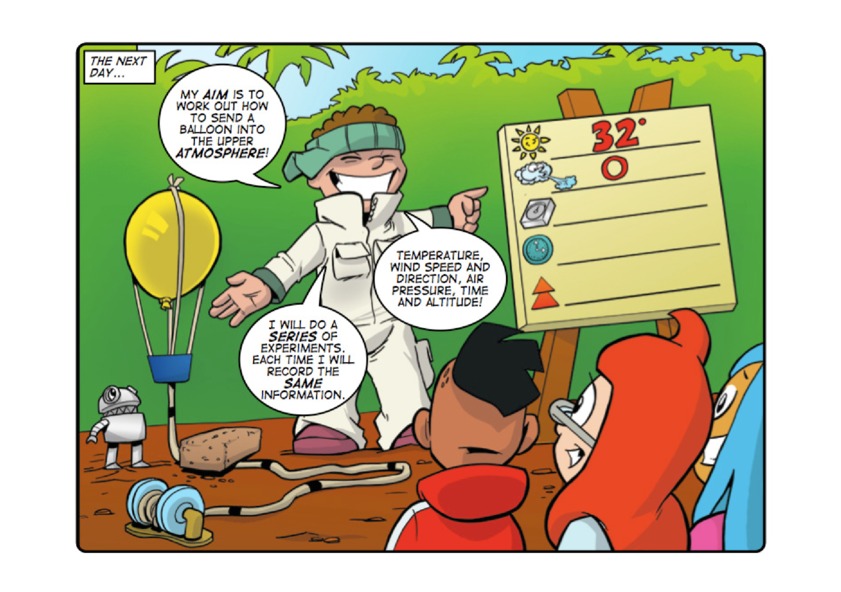 THE NEXT
DAY...
MY AIM IS TO
WORK OUT HOW
TO SEND A
BALLOON INTO
THE UPPER
ATMOSPHERE!
32°
0
TEMPERATURE,
WIND SPEED AND
DIRECTION, AIR
PRESSURE, TIME
AND ALTITUDE!
I WILL DO A
SERIES OF
EXPERIMENTS.
EACH TIME I WILL
RECORD THE
SAME
INFORMATION.